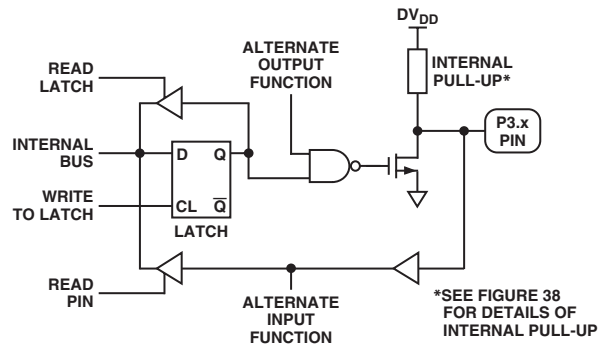 DVDD
ALTERNATE
OUTPUT
FUNCTION
READ
LATCH
INTERNAL
PULL-UP*
P3.x
PIN
INTERNAL
BUS
D Q
WRITE
TO LATCH
CL Q̅
LATCH
READ
PIN
ALTERNATE
INPUT
FUNCTION
*SEE FIGURE 38
FOR DETAILS OF
INTERNAL PULL-UP